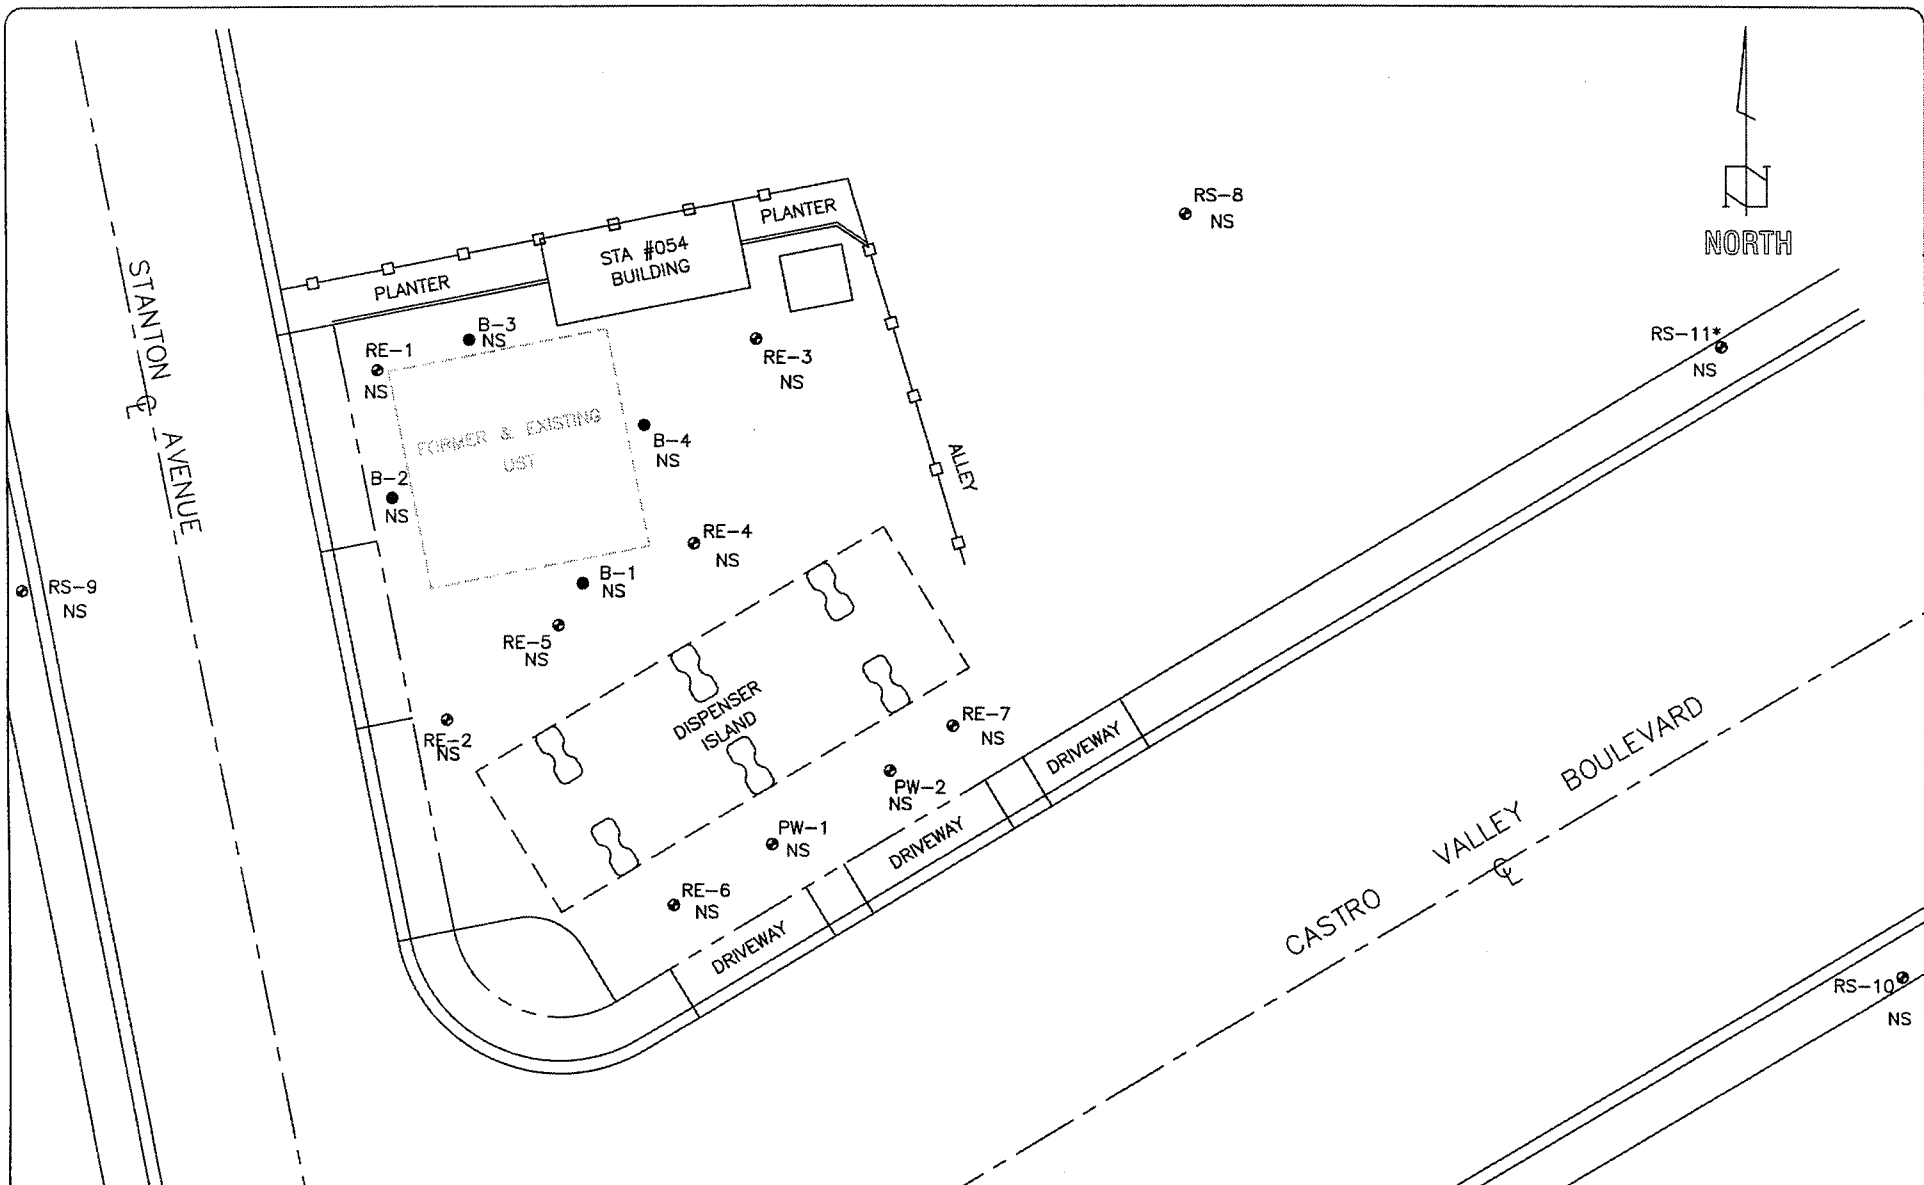 RS-8
NS
NORTH
PLANTER
STA #054
BUILDING
PLANTER
STANTON ℄ AVENUE
B-3
NS
RE-1
NS
RE-3
NS
RS-11*
NS
FORMER & EXISTING
UST
B-4
NS
ALLEY
B-2
NS
RE-4
NS
B-1
NS
RS-9
NS
RE-5
NS
DISPENSER
ISLAND
RE-7
NS
RE-2
NS
DRIVEWAY
PW-2
NS
PW-1
NS
DRIVEWAY
RE-6
NS
DRIVEWAY
CASTRO VALLEY BOULEVARD
℄
RS-10
NS